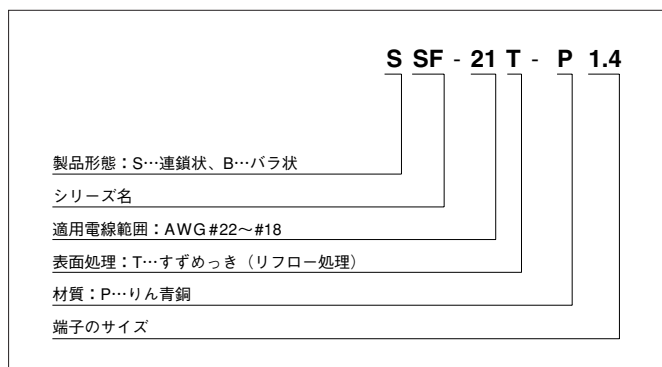 S SF - 21 T - P 1.4
製品形態：S…連鎖状、B…バラ状
シリーズ名
適用電線範囲：AWG#22〜#18
表面処理：T…すずめっき（リフロー処理）
材質：P…りん青銅
端子のサイズ